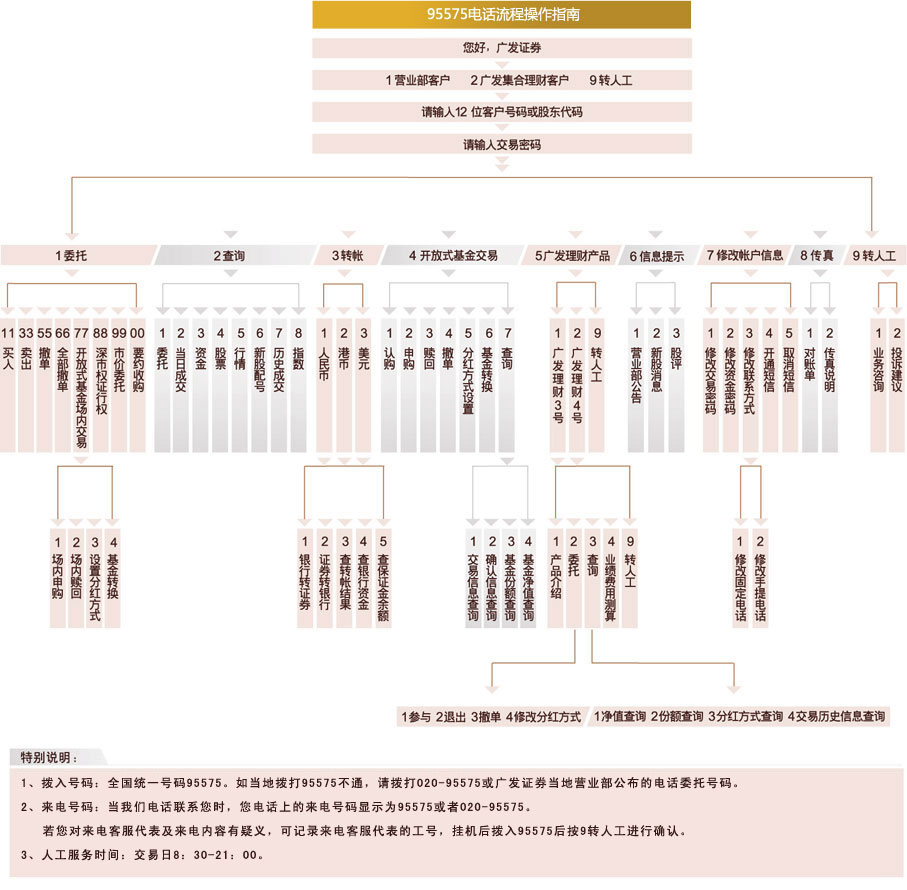 95575电话流程操作指南
您好，广发证券
1营业部客户 2广发集合理财客户 9转人工
请输入12 位客户号码或股东代码
请输入交易密码
1委托 2查询 3转帐 4 开放式基金交易 5广发理财产品 6信息提示 7修改帐户信息 8传真 9转人工
11买入
33卖出
55撤单
66全部撤单
77开放式基金场内交易
88深市权证行权
99市价委托
00要约收购
1委托
2当日成交
3资金
4股票
5行情
6新股配号
7历史成交
8指数
1人民币
2港币
3美元
1认购
2申购
3赎回
4撤单
5分红方式设置
6基金转换
7查询
1广发理财3号
2广发理财4号
9转人工
1营业部公告
2新股消息
3股评
1修改交易密码
2修改资金密码
3修改联系方式
4开通短信
5取消短信
1对账单
2传真说明
1业务咨询
2投诉建议
1场内申购
2场内赎回
3设置分红方式
4基金转换
1银行转证券
2证券转银行
3查转帐结果
4查银行资金
5查保证金余额
1交易信息查询
2确认信息查询
3基金份额查询
4基金净值查询
1产品介绍
2委托
3查询
4业绩费用测算
9转人工
1修改固定电话
2修改手提电话
1参与 2退出 3撤单 4修改分红方式
1净值查询 2份额查询 3分红方式查询 4交易历史信息查询
特别说明：
1、拨入号码：全国统一号码95575。如当地拨打95575不通，请拨打020-95575或广发证券当地营业部公布的电话委托号码。
2、来电号码：当我们电话联系您时，您电话上的来电号码显示为95575或者020-95575。
若您对来电客服代表及来电内容有疑义，可记录来电客服代表的工号，挂机后拨入95575后按9转人工进行确认。
3、人工服务时间：交易日8：30-21：00。